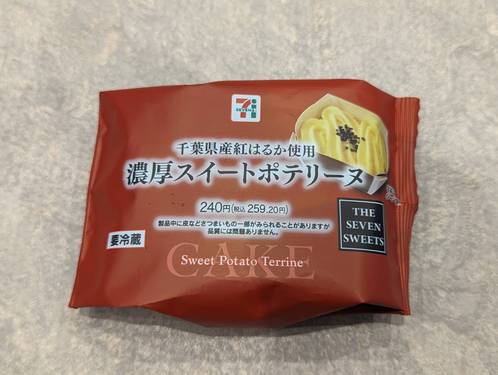 SEVEN & i
千葉県産紅はるか使用
濃厚スイートポテリーヌ
240円(税込 259.20円)
製品中に皮などさつまいもの一部がみられることがありますが
品質には問題ありません。
要冷蔵
THE
SEVEN
SWEETS
CAKE
Sweet Potato Terrine